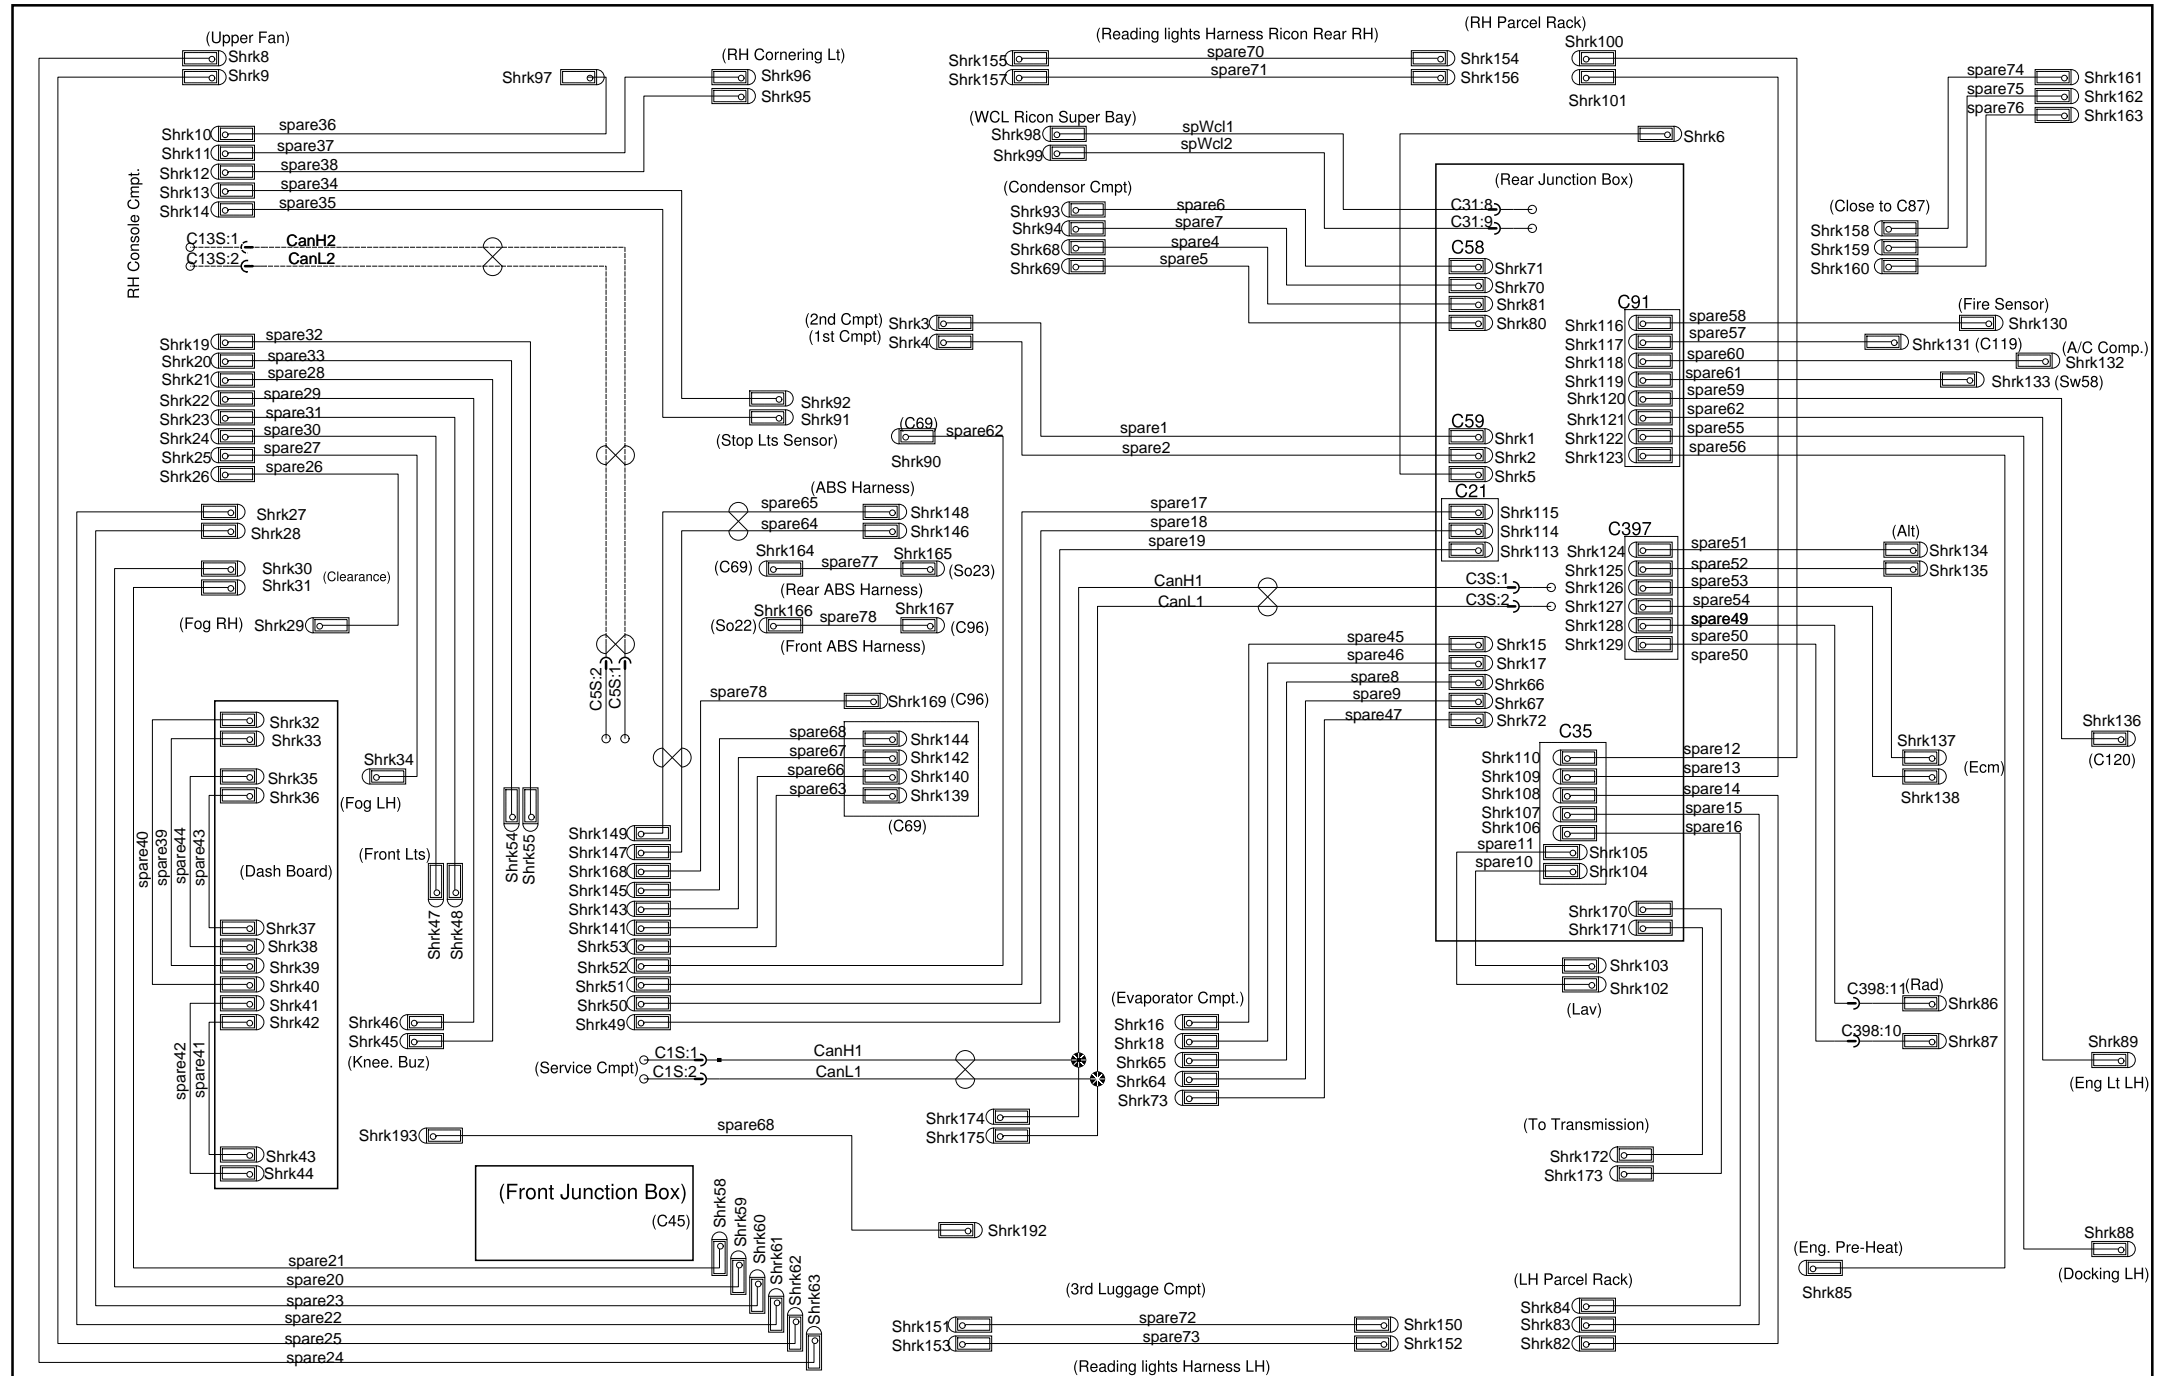 (Upper Fan)
Shrk8
Shrk9
Shrk97
(RH Cornering Lt)
Shrk96
Shrk95
Shrk10
spare36
Shrk11
spare37
Shrk12
spare38
Shrk13
spare34
Shrk14
spare35
RH Console Cmpt.
C13S:1
CanH2
C13S:2
CanL2
Shrk19
spare32
Shrk20
spare33
Shrk21
spare28
Shrk22
spare29
Shrk23
spare31
Shrk24
spare30
Shrk25
spare27
Shrk26
spare26
Shrk27
Shrk28
Shrk30
Shrk31
(Clearance)
(Fog RH)
Shrk29
Shrk32
Shrk33
Shrk35
Shrk36
Shrk34
(Fog LH)
spare40
spare39
spare44
spare43
(Dash Board)
(Front Lts)
Shrk47
Shrk48
Shrk54
Shrk55
Shrk37
Shrk38
Shrk39
Shrk40
Shrk41
Shrk42
spare42
spare41
Shrk43
Shrk44
Shrk46
Shrk45
(Knee. Buz)
Shrk193
spare68
Shrk192
(Front Junction Box)
(C45)
Shrk58
Shrk59
Shrk60
Shrk61
Shrk62
Shrk63
spare21
spare20
spare23
spare22
spare25
spare24
Shrk92
Shrk91
(Stop Lts Sensor)
(C69)
spare62
Shrk90
(ABS Harness)
spare65
Shrk148
spare64
Shrk146
Shrk164
Shrk165
(C69)
spare77
(So23)
(Rear ABS Harness)
Shrk166
Shrk167
(So22)
spare78
(C96)
(Front ABS Harness)
C5S:2
C5S:1
spare78
Shrk169 (C96)
spare68
Shrk144
spare67
Shrk142
spare66
Shrk140
spare63
Shrk139
(C69)
Shrk149
Shrk147
Shrk168
Shrk145
Shrk143
Shrk141
Shrk53
Shrk52
Shrk51
Shrk50
Shrk49
(Service Cmpt)
C1S:1
CanH1
C1S:2
CanL1
Shrk174
Shrk175
(Reading lights Harness Ricon Rear RH)
Shrk155
spare70
Shrk154
Shrk157
spare71
Shrk156
(WCL Ricon Super Bay)
Shrk98
spWcl1
Shrk99
spWcl2
(Condensor Cmpt)
Shrk93
spare6
Shrk94
spare7
Shrk68
spare4
Shrk69
spare5
(2nd Cmpt)
Shrk3
(1st Cmpt)
Shrk4
spare1
spare2
spare17
spare18
spare19
CanH1
C3S:1
CanL1
C3S:2
spare45
spare46
spare8
spare9
spare47
(Evaporator Cmpt.)
Shrk16
Shrk18
Shrk65
Shrk64
Shrk73
(3rd Luggage Cmpt)
Shrk151
spare72
Shrk150
Shrk153
spare73
Shrk152
(Reading lights Harness LH)
(RH Parcel Rack)
Shrk100
Shrk101
Shrk6
(Rear Junction Box)
C31:8
C31:9
C58
Shrk71
Shrk70
Shrk81
Shrk80
C59
Shrk1
Shrk2
Shrk5
C21
Shrk115
Shrk114
Shrk113
Shrk15
Shrk17
Shrk66
Shrk67
Shrk72
C91
Shrk116
spare58
Shrk117
spare57
Shrk118
spare60
Shrk119
spare61
Shrk120
spare59
Shrk121
spare62
Shrk122
spare55
Shrk123
spare56
C397
Shrk124
spare51
Shrk125
spare52
Shrk126
spare53
Shrk127
spare54
Shrk128
spare49
Shrk129
spare50
spare50
C35
Shrk110
spare12
Shrk109
spare13
Shrk108
spare14
Shrk107
spare15
Shrk106
spare16
spare11
Shrk105
spare10
Shrk104
Shrk170
Shrk171
Shrk103
Shrk102
(Lav)
(To Transmission)
Shrk172
Shrk173
(LH Parcel Rack)
Shrk84
Shrk83
Shrk82
spare74
Shrk161
spare75
Shrk162
spare76
Shrk163
(Close to C87)
Shrk158
Shrk159
Shrk160
(Fire Sensor)
Shrk130
Shrk131 (C119)
(A/C Comp.)
Shrk132
Shrk133 (Sw58)
(Alt)
Shrk134
Shrk135
Shrk136
(C120)
Shrk137
(Ecm)
Shrk138
C398:11
(Rad)
Shrk86
C398:10
Shrk87
Shrk89
(Eng Lt LH)
Shrk88
(Docking LH)
(Eng. Pre-Heat)
Shrk85